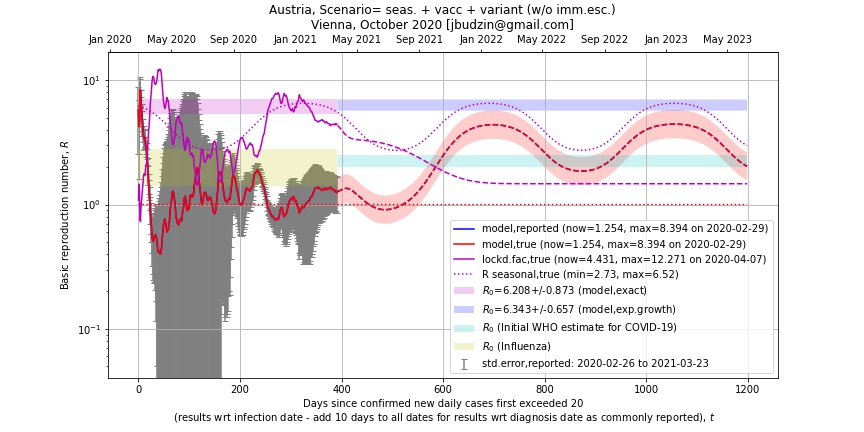 Austria, Scenario= seas. + vacc + variant (w/o imm.esc.)
Vienna, October 2020 [jbudzin@gmail.com]
Jan 2020 May 2020 Sep 2020 Jan 2021 May 2021 Sep 2021 Jan 2022 May 2022 Sep 2022 Jan 2023 May 2023
Basic reproduction number, R
10¹
10⁰
10⁻¹
model,reported (now=1.254, max=8.394 on 2020-02-29)
model,true (now=1.254, max=8.394 on 2020-02-29)
lockd.fac,true (now=4.431, max=12.271 on 2020-04-07)
R seasonal,true (min=2.73, max=6.52)
R₀=6.208+/-0.873 (model,exact)
R₀=6.343+/-0.657 (model,exp.growth)
R₀ (Initial WHO estimate for COVID-19)
R₀ (Influenza)
std.error,reported: 2020-02-26 to 2021-03-23
0 200 400 600 800 1000 1200
Days since confirmed new daily cases first exceeded 20
(results wrt infection date - add 10 days to all dates for results wrt diagnosis date as commonly reported), t